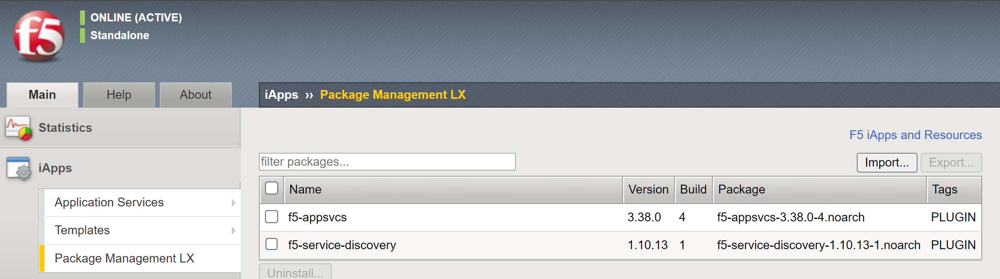 f5
ONLINE (ACTIVE)
Standalone
Main Help About
iApps ›› Package Management LX
Statistics
iApps
Application Services
Templates
Package Management LX
F5 iApps and Resources
filter packages...
Import... Export...
Name Version Build Package Tags
f5-appsvcs 3.38.0 4 f5-appsvcs-3.38.0-4.noarch PLUGIN
f5-service-discovery 1.10.13 1 f5-service-discovery-1.10.13-1.noarch PLUGIN
Uninstall...